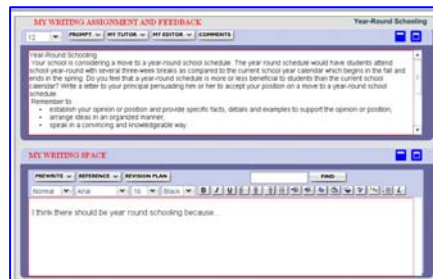 MY WRITING ASSIGNMENT AND FEEDBACK
Year-Round Schooling
12 PROMPT MY TUTOR MY EDITOR COMMENTS
Year-Round Schooling
Your school is considering a move to a year-round school schedule. The year round schedule would have students attend
school year-round with several three-week breaks as compared to the current school year calendar which begins in the fall and
ends in the spring. Do you feel that a year-round schedule is more or less beneficial to students than the current school
calendar? Write a letter to your principal persuading him or her to accept your position on a move to a year-round school
schedule.
Remember to
• establish your opinion or position and provide specific facts, details and examples to support the opinion or position,
• arrange ideas in an organized manner,
• speak in a convincing and knowledgeable way.
MY WRITING SPACE
PREWRITE REFERENCE REVISION PLAN FIND
Normal Arial 16 Black B I U
I think there should be year round schooling because...